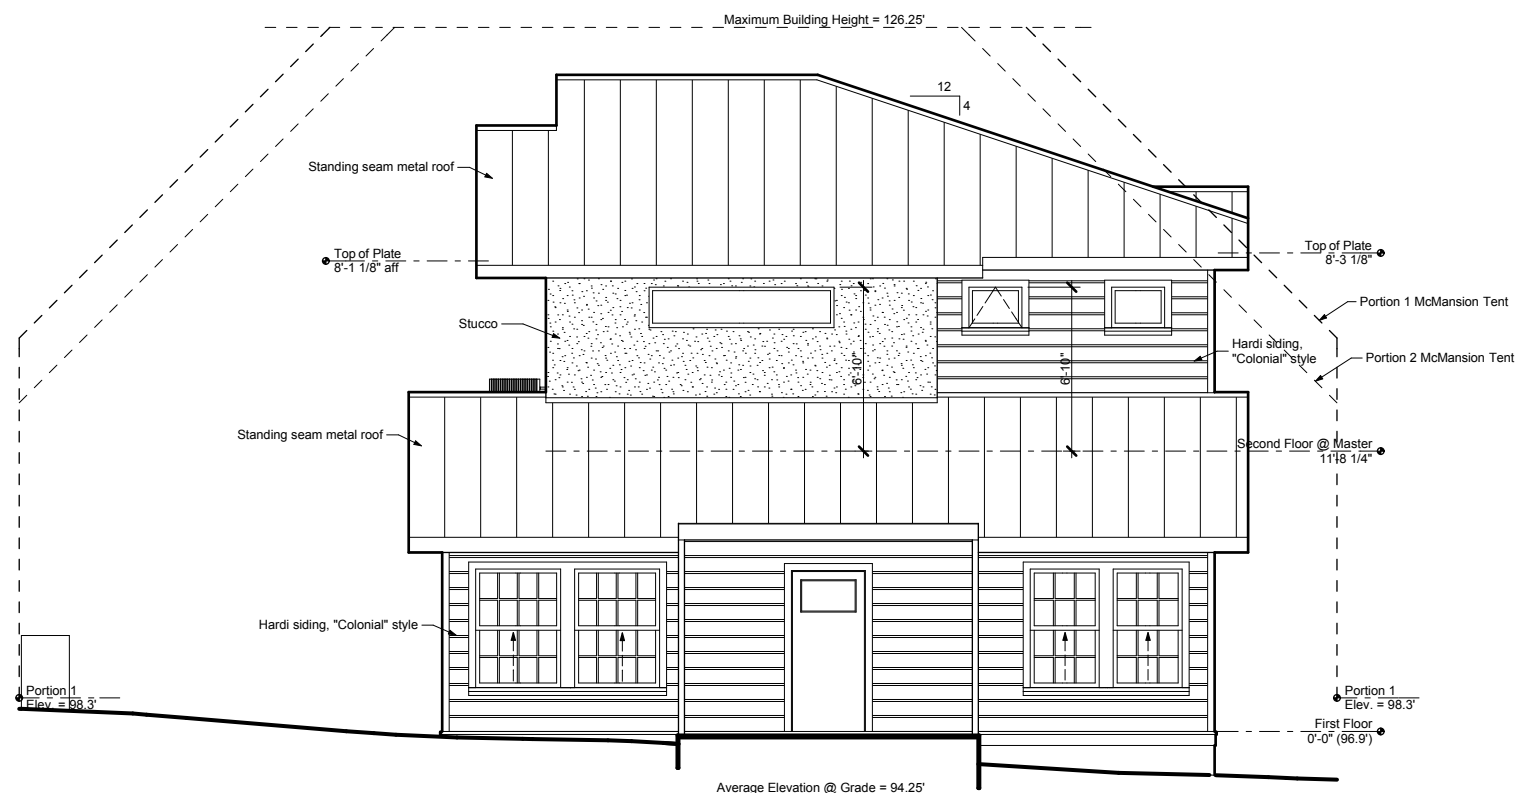 Maximum Building Height = 126.25'
12
4
Standing seam metal roof
Top of Plate
8'-1 1/8" aff
Top of Plate
8'-3 1/8"
Portion 1 McMansion Tent
Stucco
Hardi siding,
"Colonial" style
Portion 2 McMansion Tent
6'-10"
6'-10"
Standing seam metal roof
Second Floor @ Master
11'-8 1/4"
Hardi siding, "Colonial" style
Portion 1
Elev. = 98.3'
Portion 1
Elev. = 98.3'
First Floor
0'-0" (96.9')
Average Elevation @ Grade = 94.25'